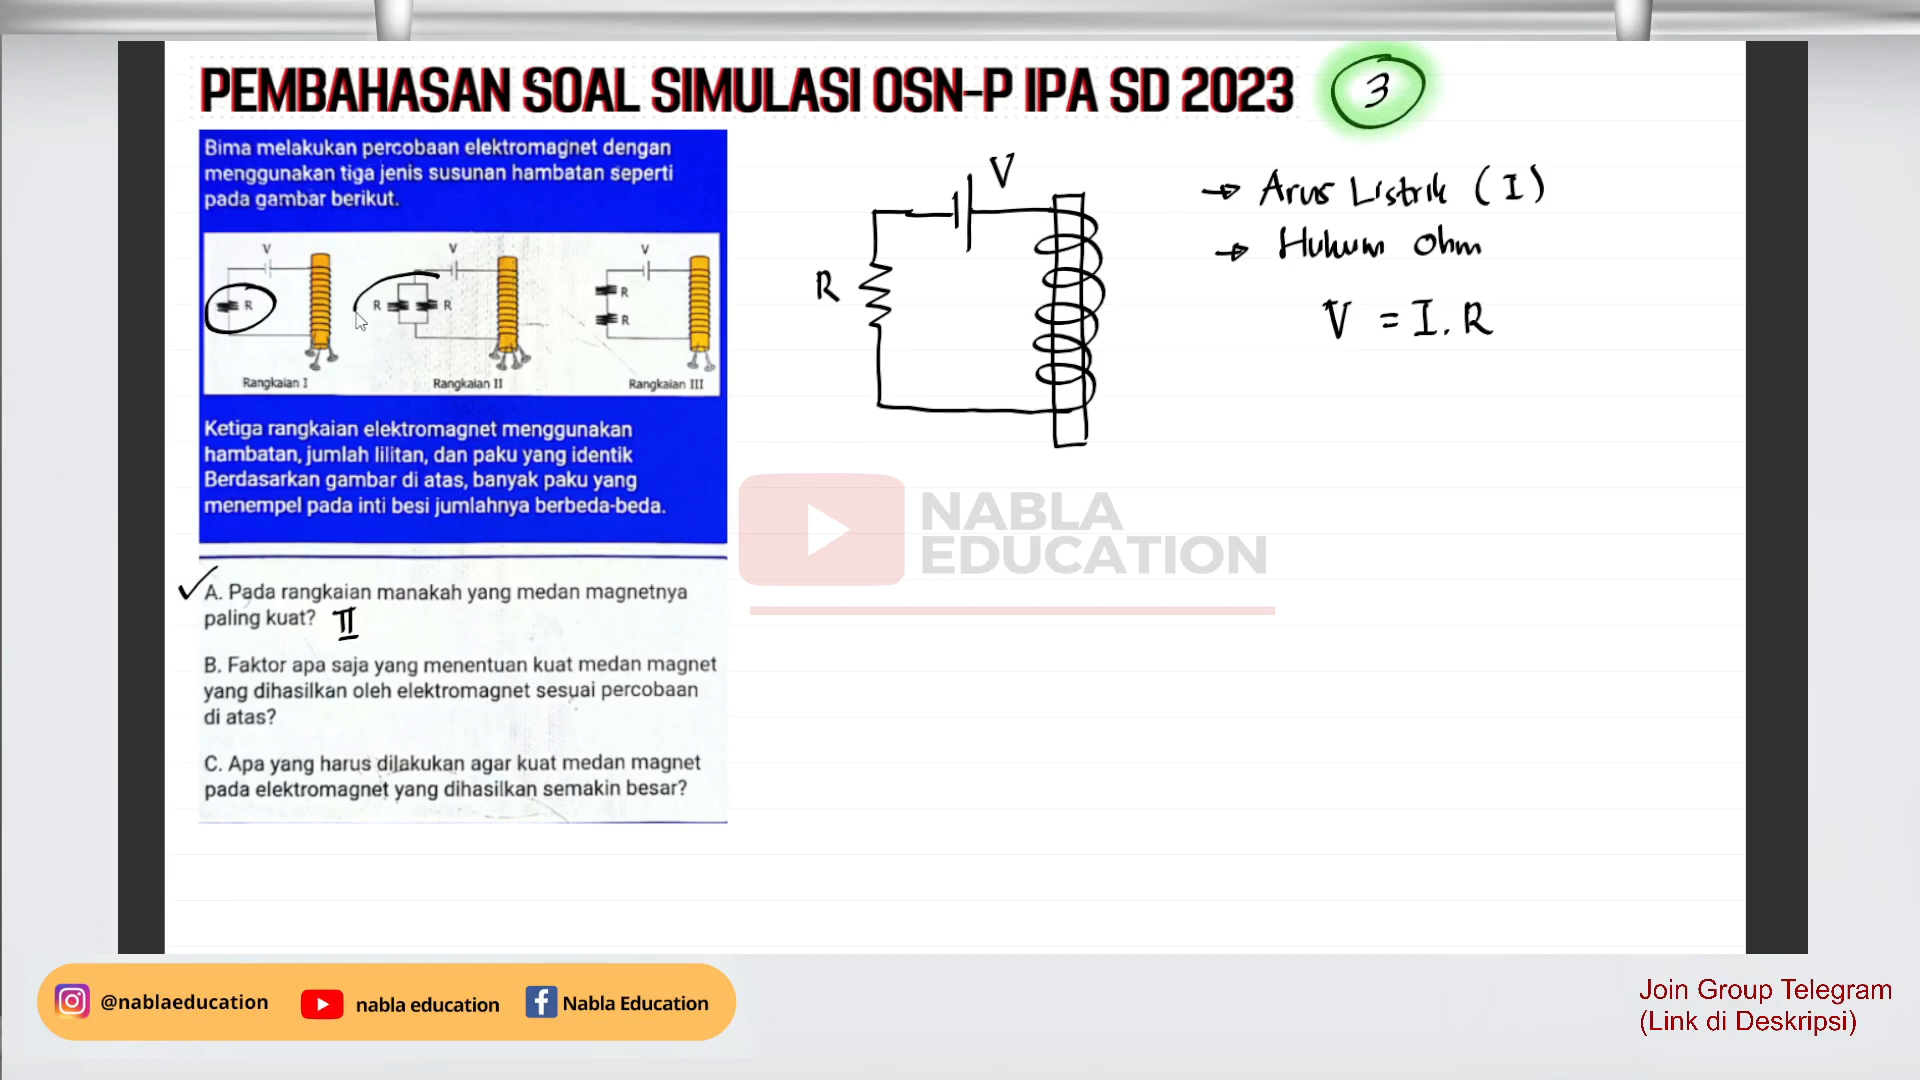 PEMBAHASAN SOAL SIMULASI OSN-P IPA SD 2023
3
Bima melakukan percobaan elektromagnet dengan
menggunakan tiga jenis susunan hambatan seperti
pada gambar berikut.
V
R
Rangkaian I
V
R
R
Rangkaian II
V
R
R
Rangkaian III
Ketiga rangkaian elektromagnet menggunakan
hambatan, jumlah lilitan, dan paku yang identik
Berdasarkan gambar di atas, banyak paku yang
menempel pada inti besi jumlahnya berbeda-beda.
A. Pada rangkaian manakah yang medan magnetnya
paling kuat? II
B. Faktor apa saja yang menentuan kuat medan magnet
yang dihasilkan oleh elektromagnet sesuai percobaan
di atas?
C. Apa yang harus dilakukan agar kuat medan magnet
pada elektromagnet yang dihasilkan semakin besar?
V
R
→ Arus Listrik (I)
→ Hukum Ohm
V = I. R
NABLA
EDUCATION
@nablaeducation
nabla education
Nabla Education
Join Group Telegram
(Link di Deskripsi)